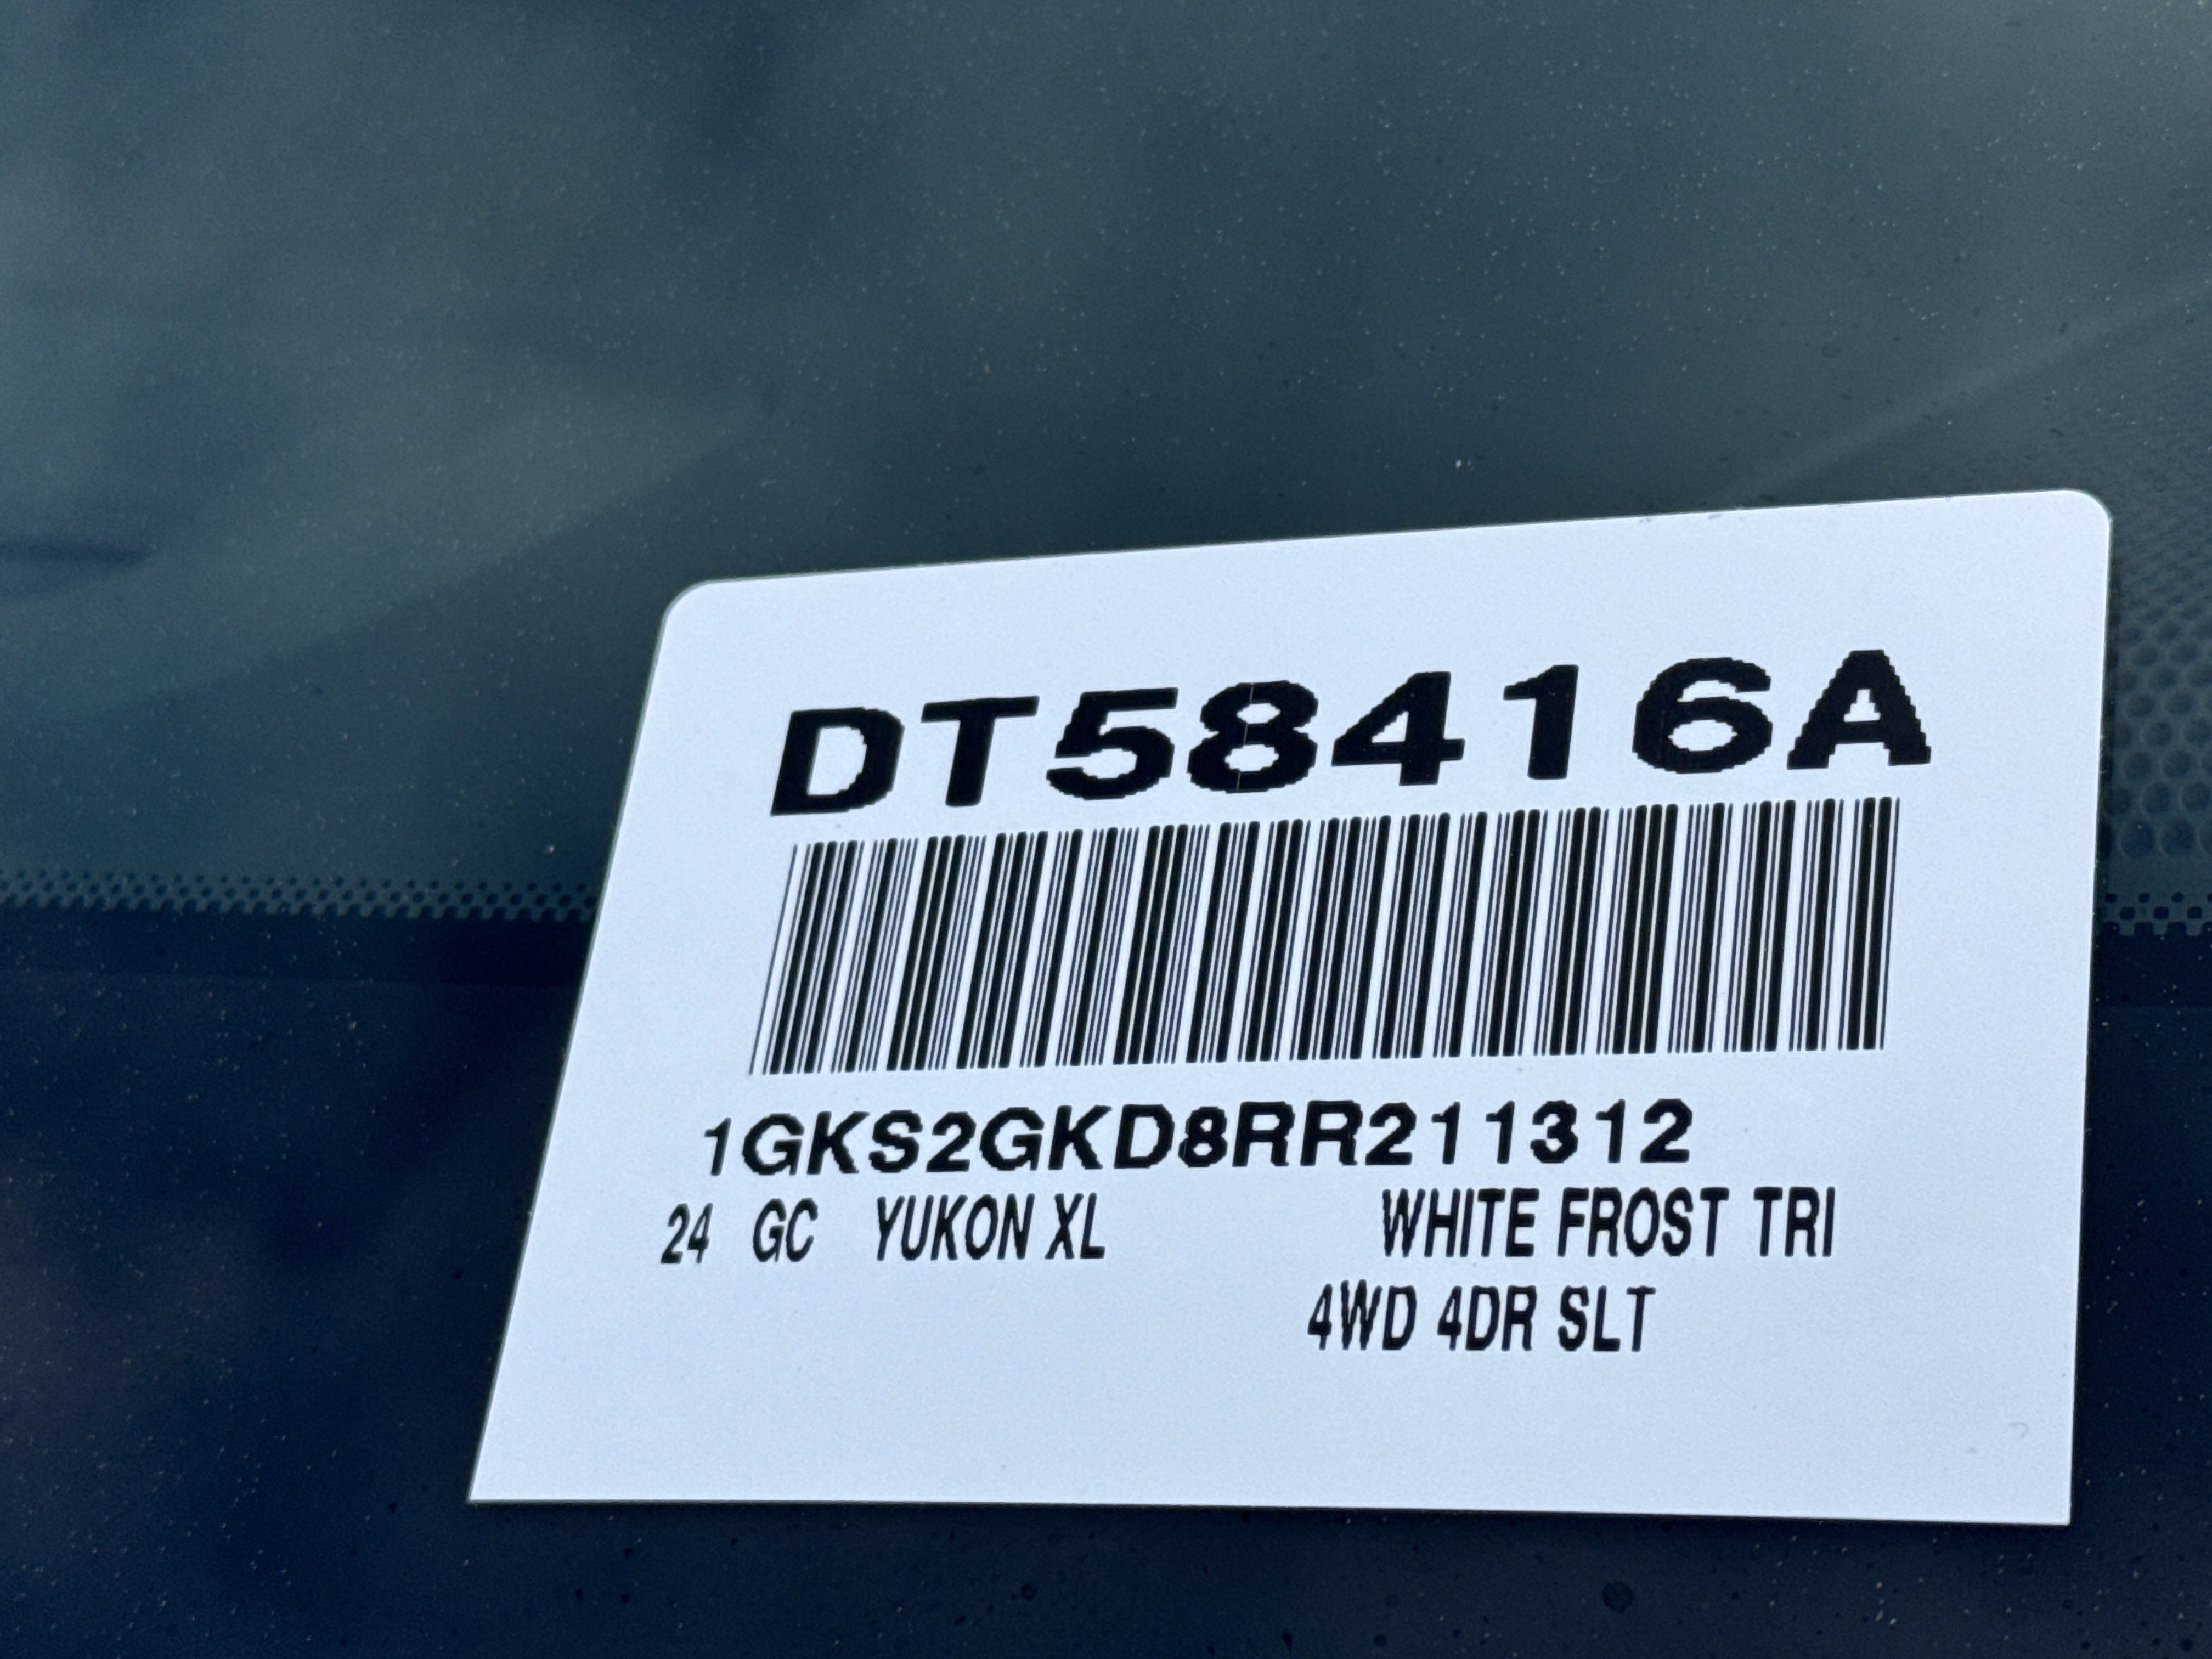 DT58416A
1GKS2GKD8RR211312
24 GC YUKON XL WHITE FROST TRI
4WD 4DR SLT